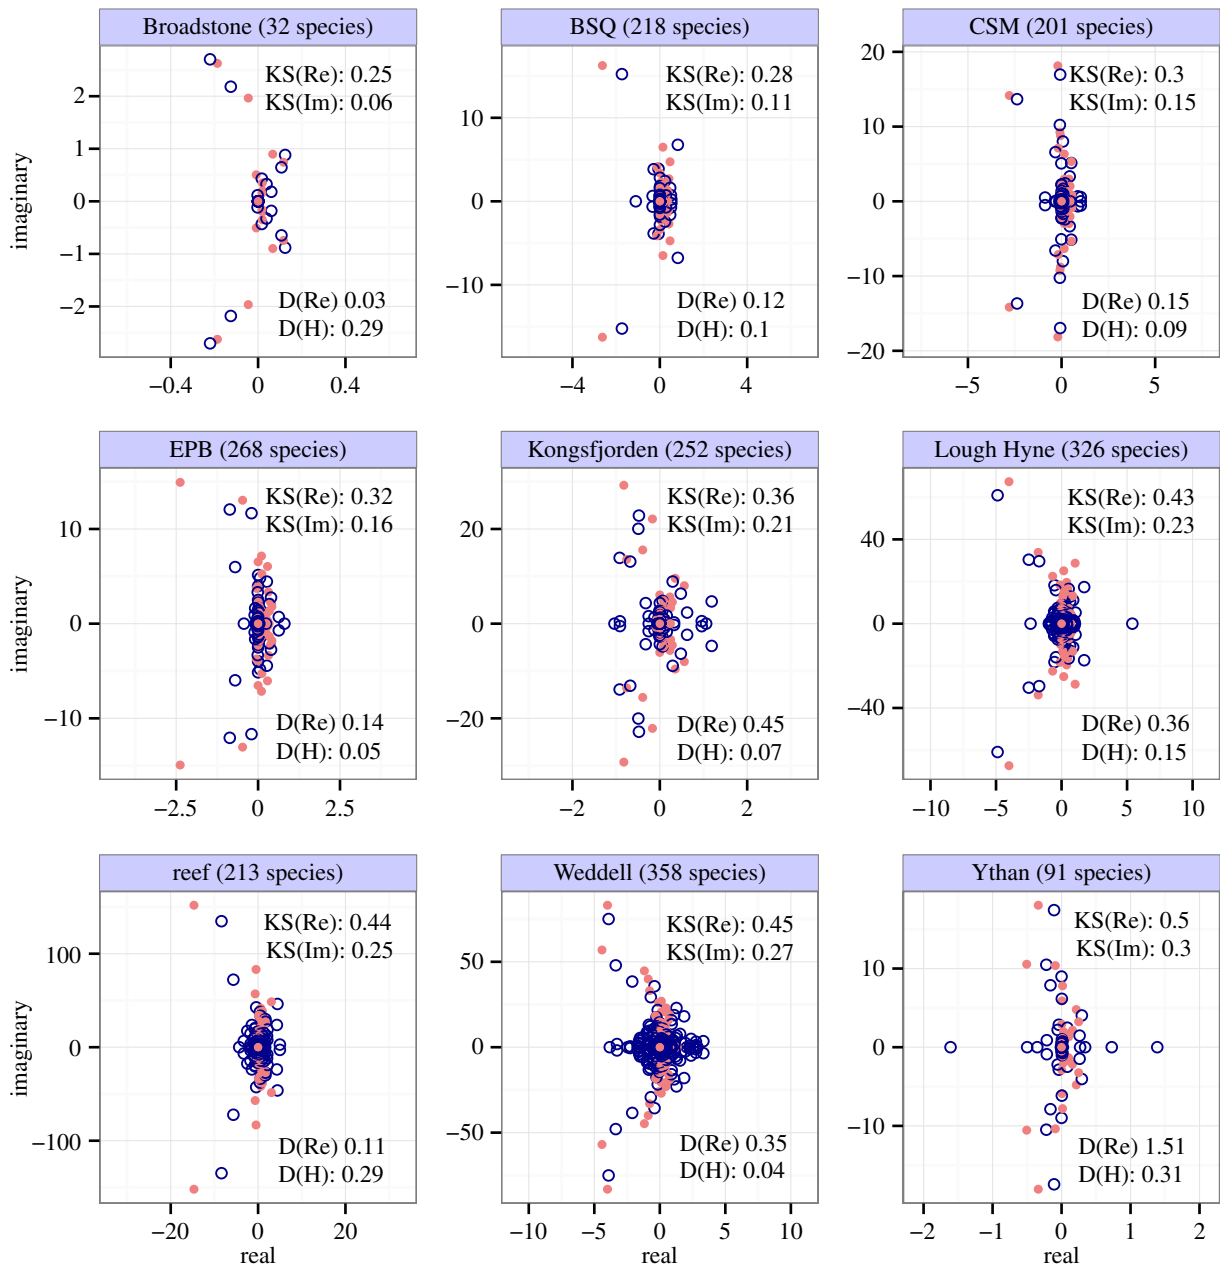 Broadstone (32 species)
BSQ (218 species)
CSM (201 species)
KS(Re): 0.25
KS(Im): 0.06
D(Re) 0.03
D(H): 0.29
2
1
0
−1
−2
−0.4
0
0.4
imaginary
KS(Re): 0.28
KS(Im): 0.11
D(Re) 0.12
D(H): 0.1
10
0
−10
−4
0
4
KS(Re): 0.3
KS(Im): 0.15
D(Re) 0.15
D(H): 0.09
20
10
0
−10
−20
−5
0
5
EPB (268 species)
Kongsfjorden (252 species)
Lough Hyne (326 species)
KS(Re): 0.32
KS(Im): 0.16
D(Re) 0.14
D(H): 0.05
10
0
−10
−2.5
0
2.5
imaginary
KS(Re): 0.36
KS(Im): 0.21
D(Re) 0.45
D(H): 0.07
20
0
−20
−2
0
2
KS(Re): 0.43
KS(Im): 0.23
D(Re) 0.36
D(H): 0.15
40
0
−40
−10
−5
0
5
10
reef (213 species)
Weddell (358 species)
Ythan (91 species)
KS(Re): 0.44
KS(Im): 0.25
D(Re) 0.11
D(H): 0.29
100
0
−100
−20
0
20
imaginary
real
KS(Re): 0.45
KS(Im): 0.27
D(Re) 0.35
D(H): 0.04
50
0
−50
−10
−5
0
5
10
real
KS(Re): 0.5
KS(Im): 0.3
D(Re) 1.51
D(H): 0.31
10
0
−10
−2
−1
0
1
2
real